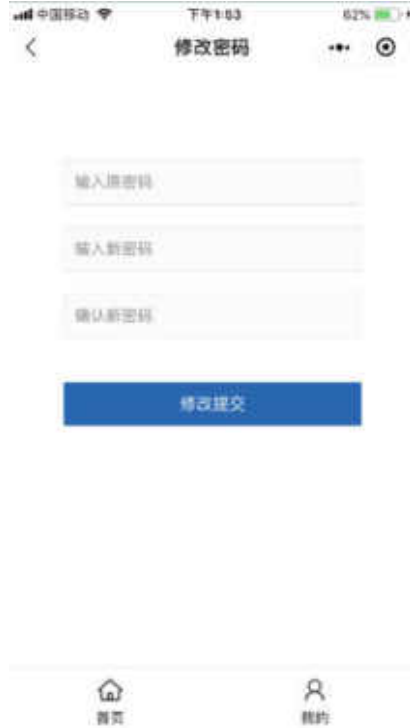 中国移动 下午1:53 62%
修改密码
输入原密码
输入新密码
确认新密码
修改提交
首页 我的